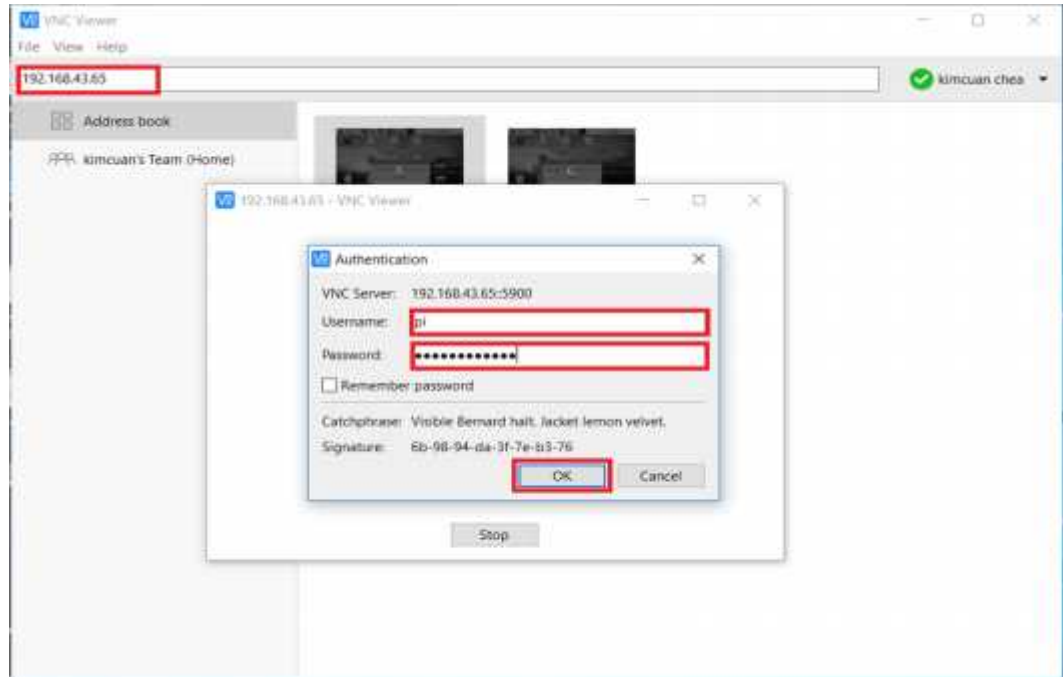 VNC Viewer
File View Help
192.168.43.65
kimcuan chea
Address book
kimcuan's Team (Home)
192.168.43.65 - VNC Viewer
Authentication
VNC Server: 192.168.43.65::5900
Username: pi
Password: ●●●●●●●●●●●●●
Remember password
Catchphrase: Visible Bernard halt. Jacket lemon velvet.
Signature: 6b-98-94-da-3f-7e-b3-76
OK Cancel
Stop